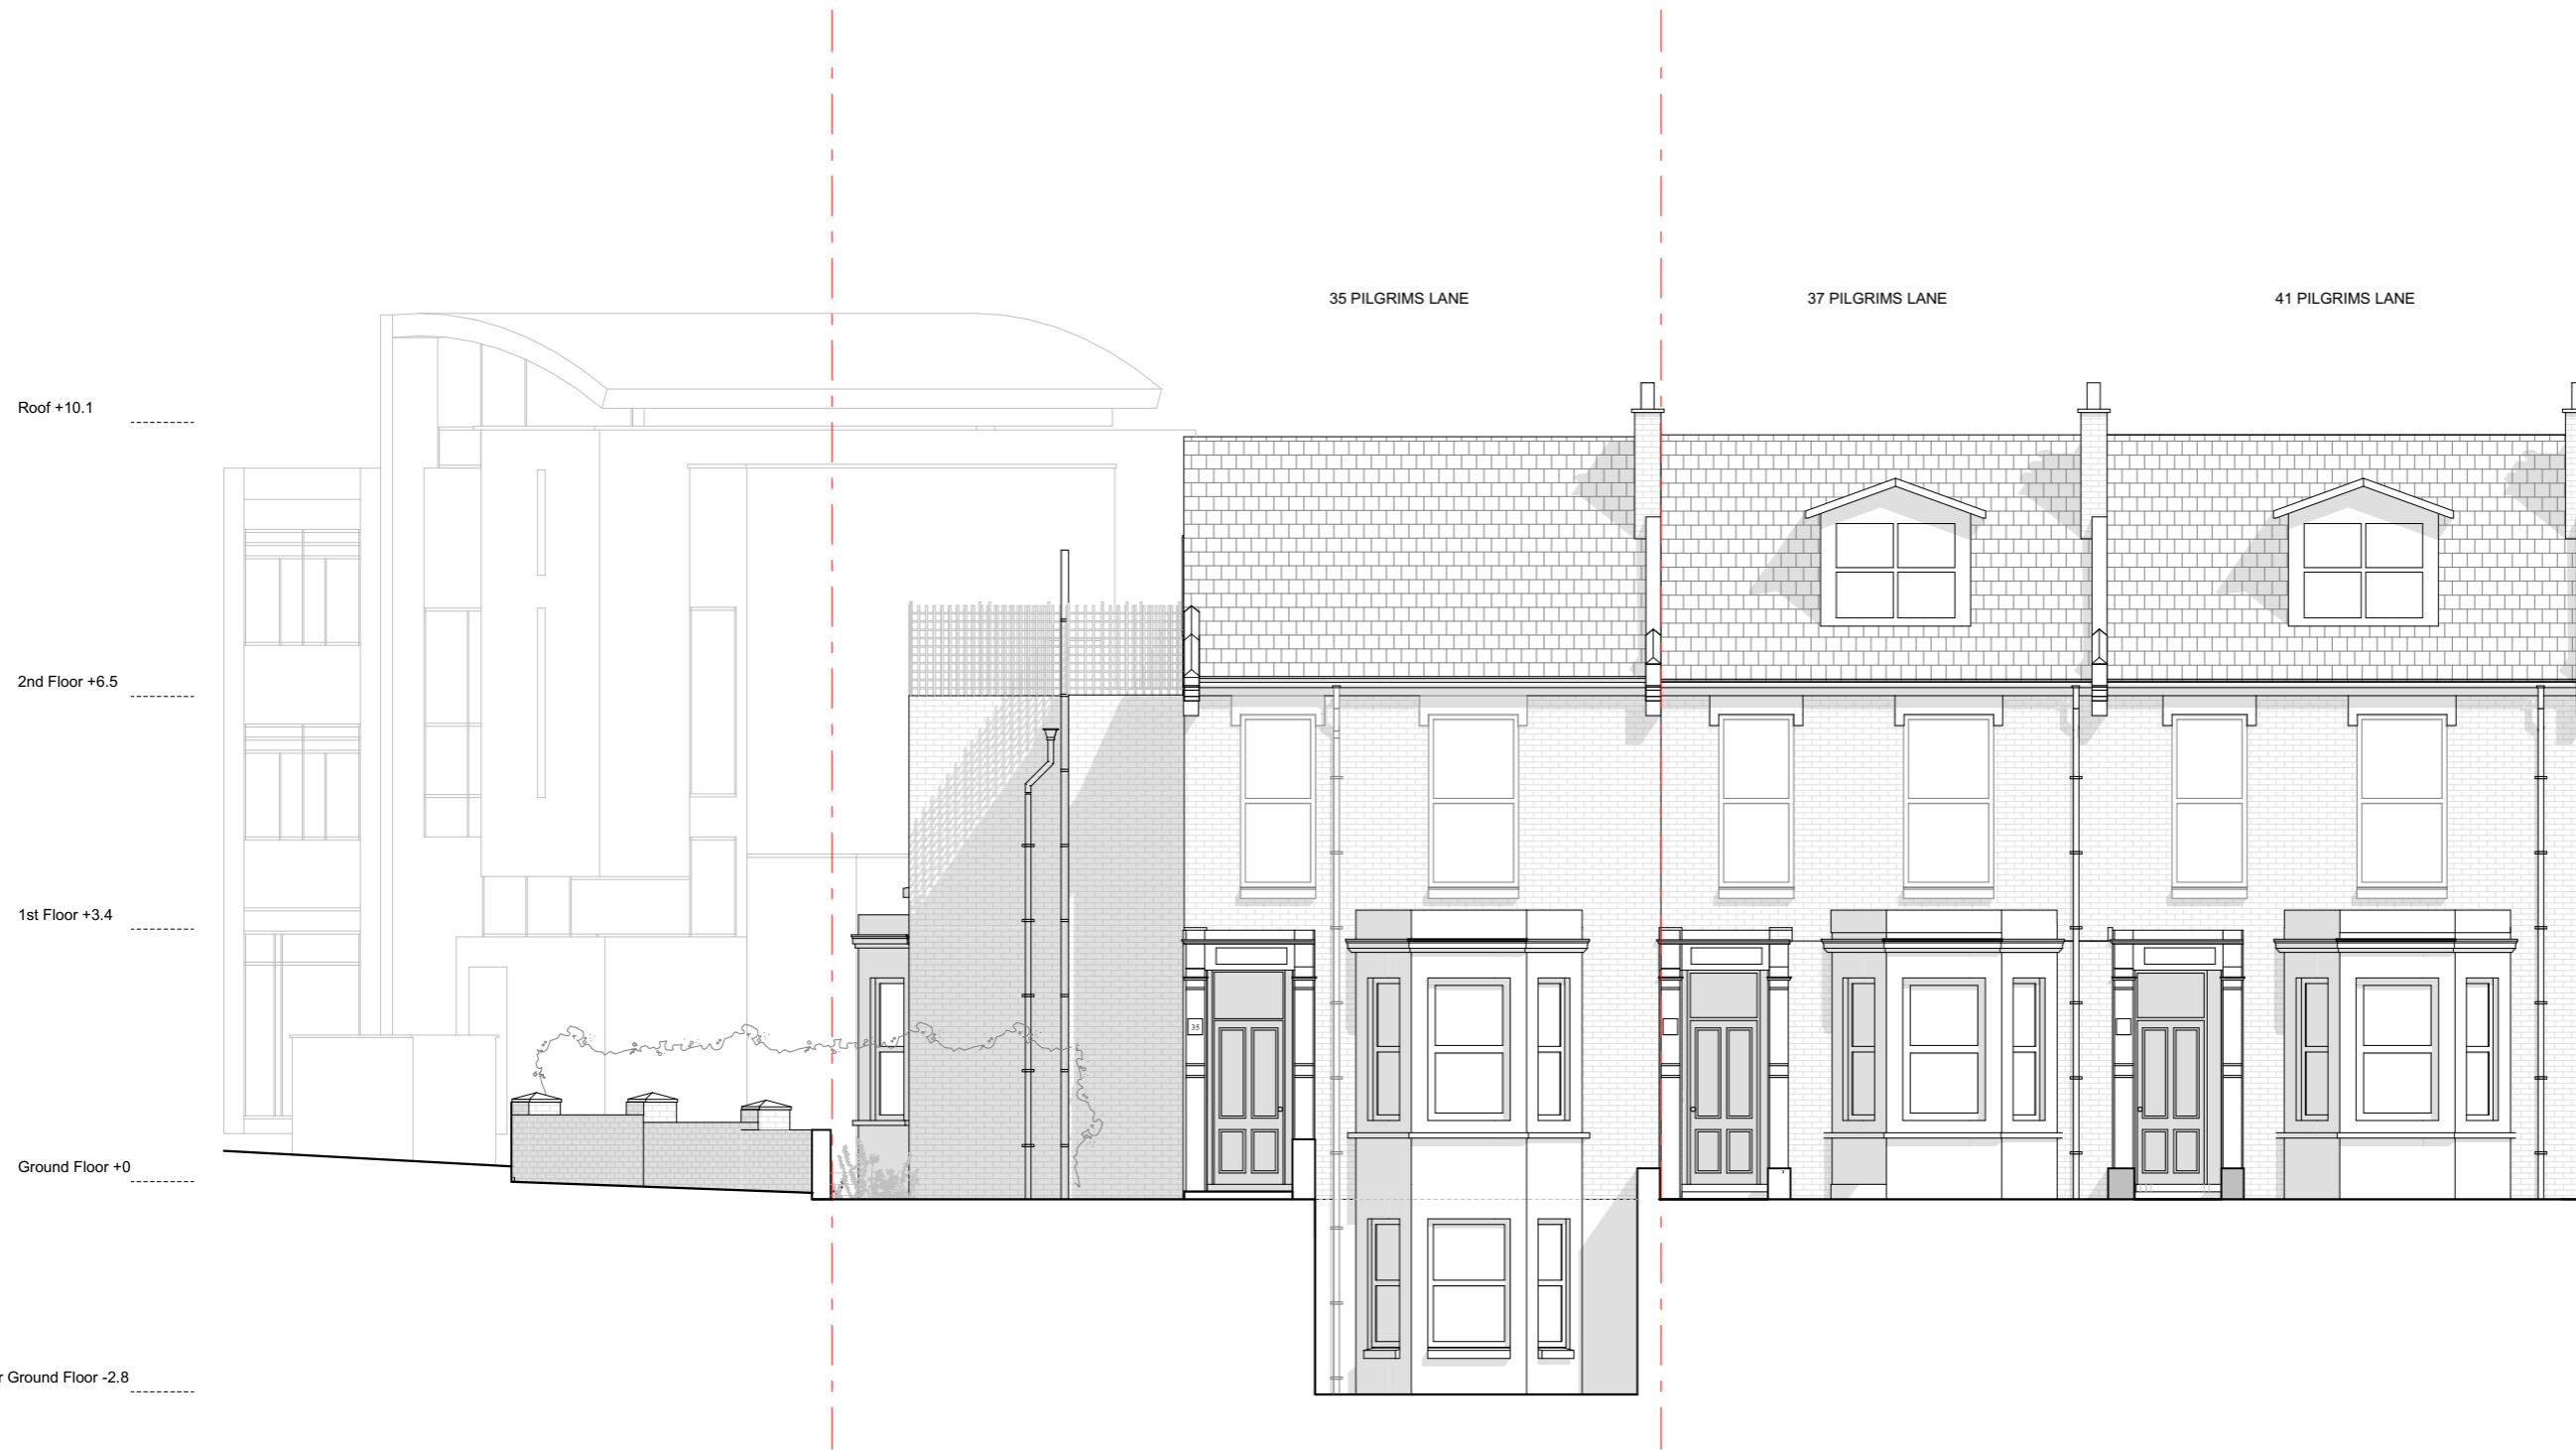 35 PILGRIMS LANE
37 PILGRIMS LANE
41 PILGRIMS LANE
Roof +10.1
2nd Floor +6.5
1st Floor +3.4
35
Ground Floor +0
r Ground Floor -2.8